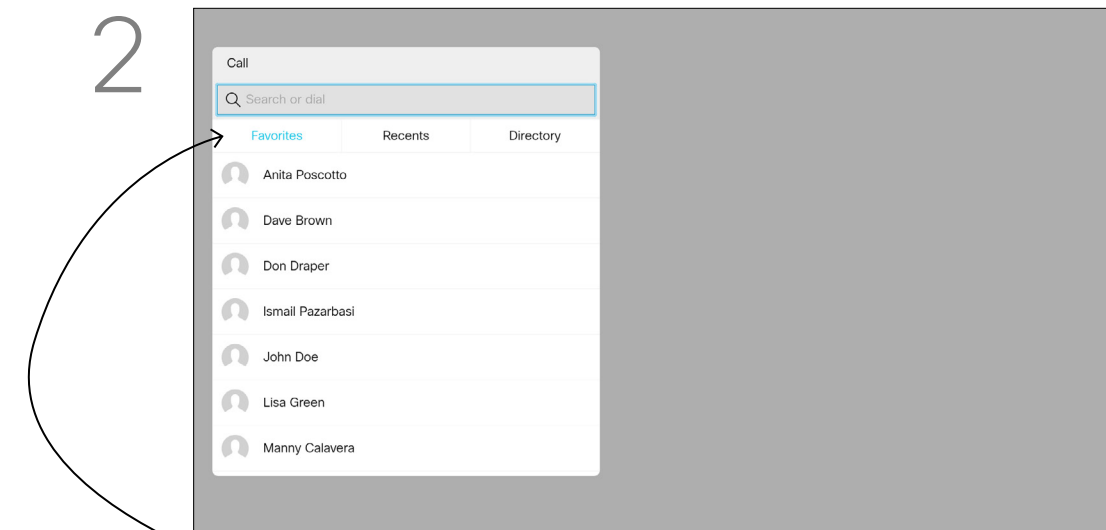 2
Call
Search or dial
Favorites Recents Directory
Anita Poscotto
Dave Brown
Don Draper
Ismail Pazarbasi
John Doe
Lisa Green
Manny Calavera